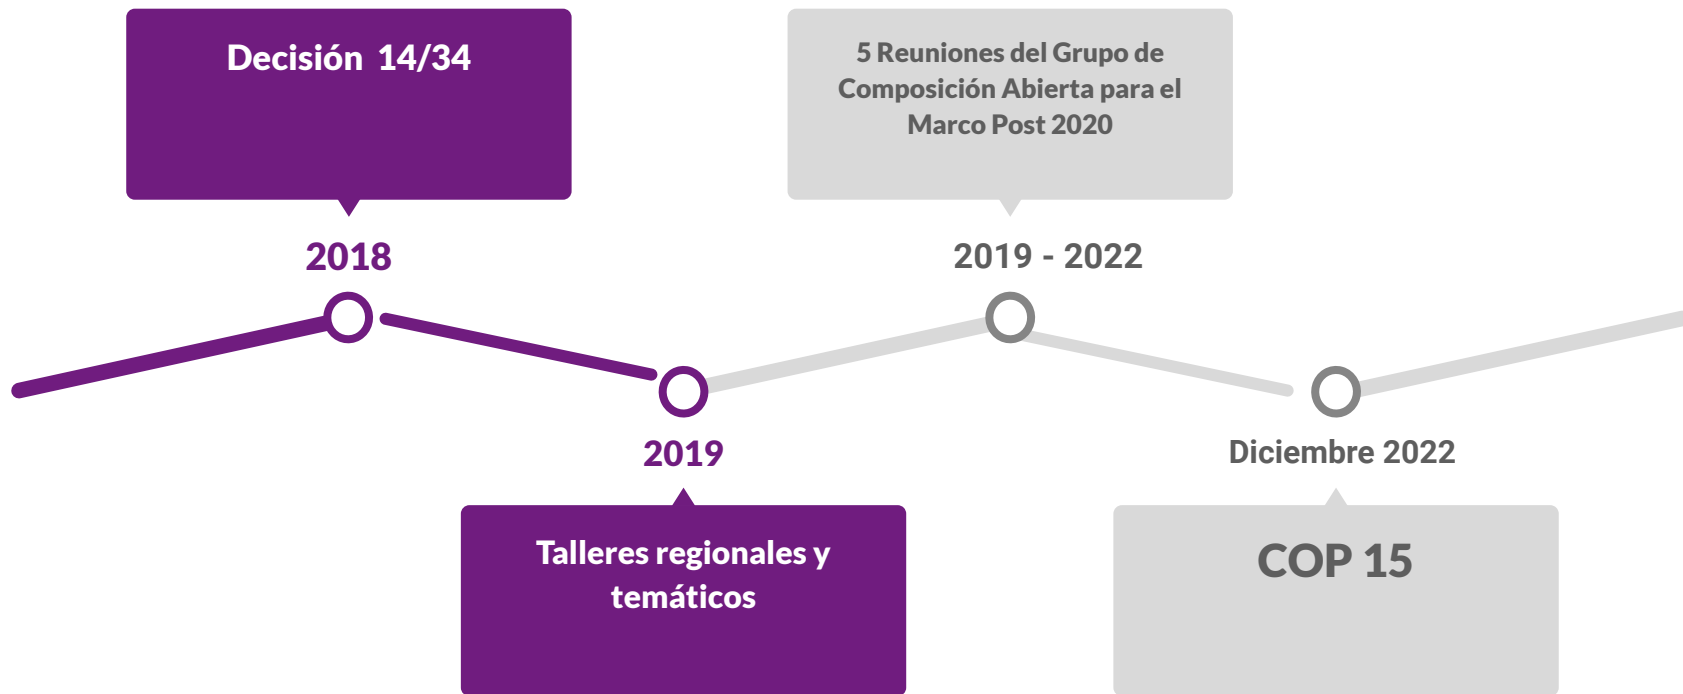 Decisión 14/34
2018
2019
Talleres regionales y
temáticos
5 Reuniones del Grupo de
Composición Abierta para el
Marco Post 2020
2019 - 2022
Diciembre 2022
COP 15